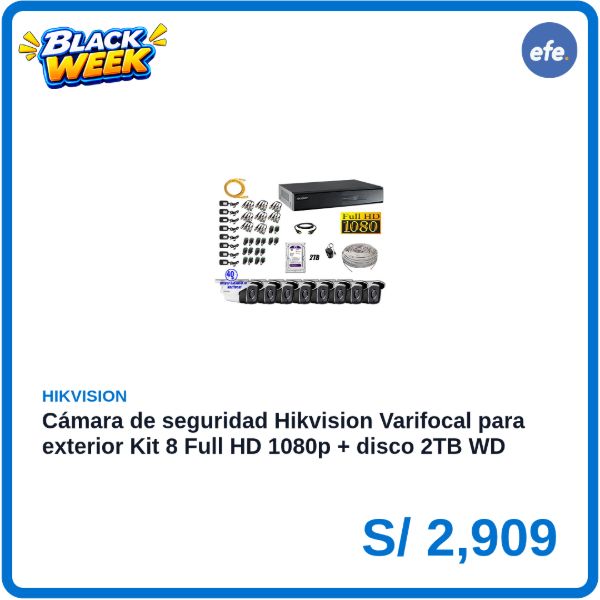 BLACK
WEEK
efe.
Full HD
1080
2TB
40
HIKVISION
Cámara de seguridad Hikvision Varifocal para
exterior Kit 8 Full HD 1080p + disco 2TB WD
S/ 2,909